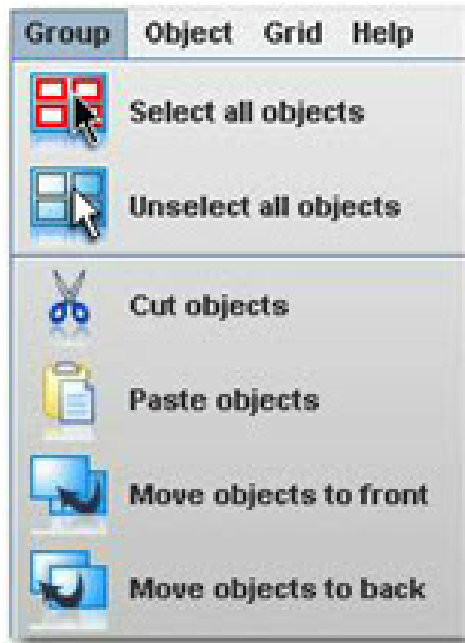 Group Object Grid Help
Select all objects
Unselect all objects
Cut objects
Paste objects
Move objects to front
Move objects to back